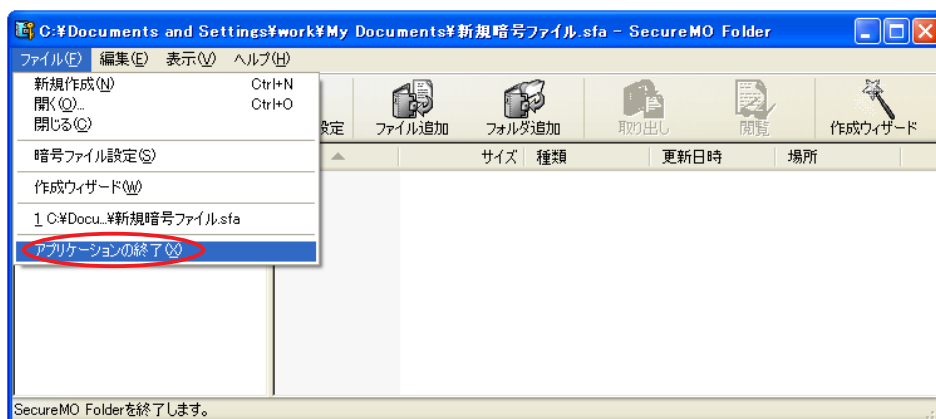 C:¥Documents and Settings¥work¥My Documents¥新規暗号ファイル.sfa - SecureMO Folder
ファイル(F) 編集(E) 表示(V) ヘルプ(H)
新規作成(N) Ctrl+N
開く(O)... Ctrl+O
閉じる(C)
暗号ファイル設定(S)
作成ウィザード(W)
1 C:¥Docu...¥新規暗号ファイル.sfa
アプリケーションの終了(X)
設定 ファイル追加 フォルダ追加 取り出し 閲覧 作成ウィザード
サイズ 種類 更新日時 場所
SecureMO Folderを終了します。